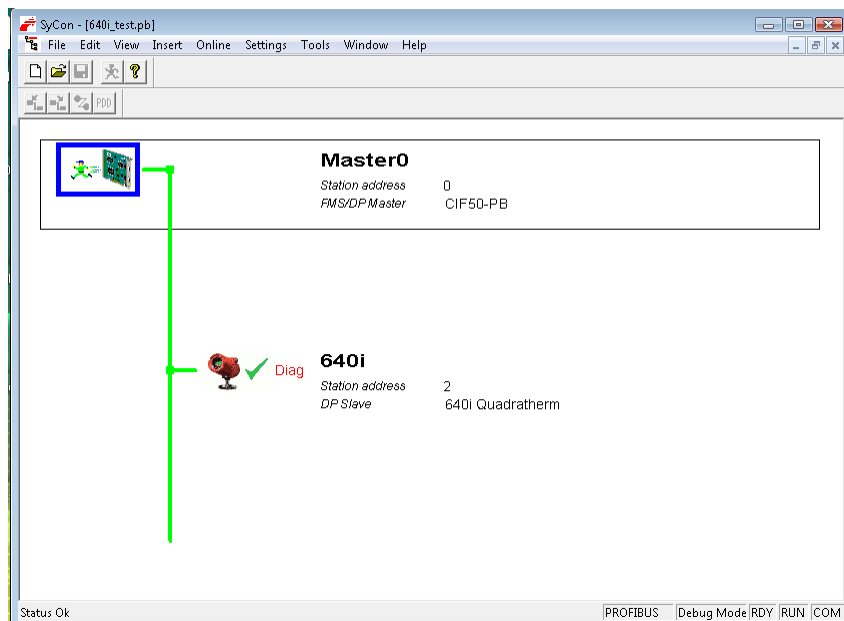 SyCon - [640i_test.pb]
File Edit View Insert Online Settings Tools Window Help
PDD
Master0
Station address 0
FMS/DP Master CIF50-PB
Diag 640i
Station address 2
DP Slave 640i Quadratherm
Status Ok PROFIBUS Debug Mode RDY RUN COM